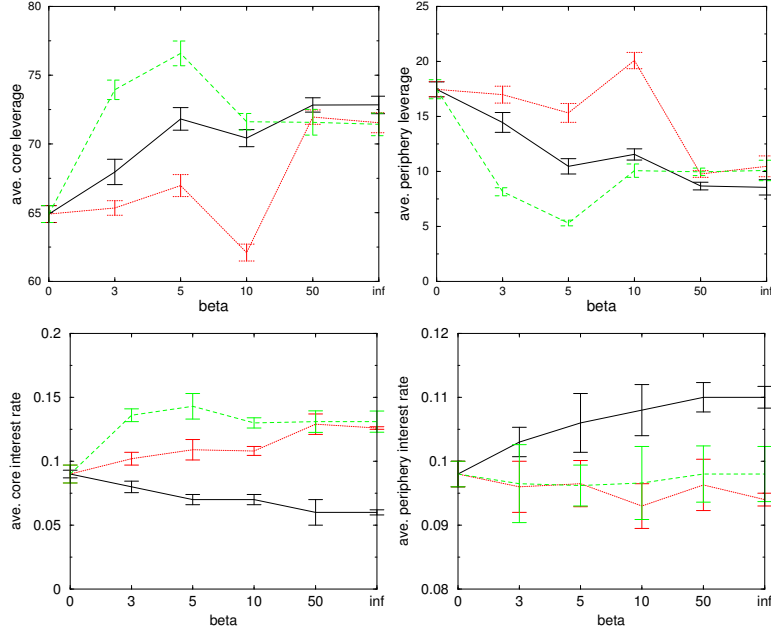 80
75
70
65
60
0 3 5 10 50 inf
beta
ave. core leverage
25
20
15
10
5
0
0 3 5 10 50 inf
beta
ave. periphery leverage
0.2
0.15
0.1
0.05
0
0 3 5 10 50 inf
beta
ave. core interest rate
0.12
0.11
0.1
0.09
0.08
0 3 5 10 50 inf
beta
ave. periphery interest rate